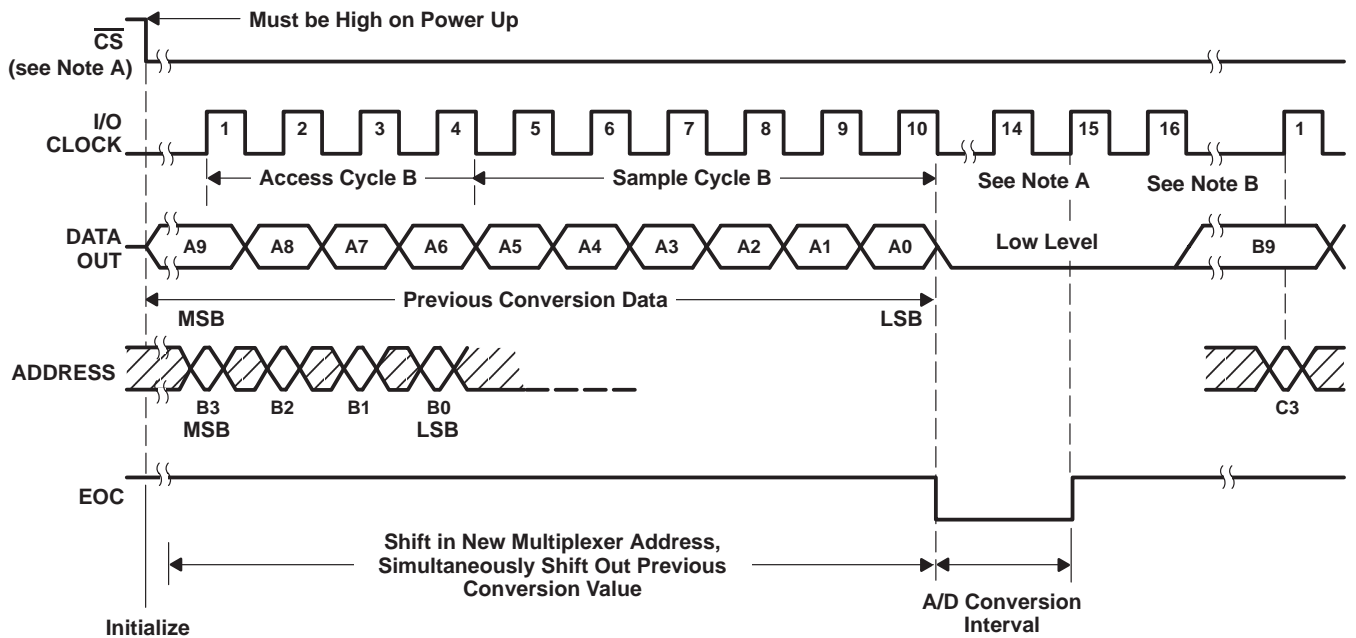 Must be High on Power Up
CS
(see Note A)
I/O
CLOCK
1 2 3 4 5 6 7 8 9 10 14 15 16 1
Access Cycle B
Sample Cycle B
See Note A
See Note B
DATA
OUT
A9 A8 A7 A6 A5 A4 A3 A2 A1 A0
Low Level
B9
Previous Conversion Data
MSB
LSB
ADDRESS
B3 B2 B1 B0
MSB
LSB
C3
EOC
Shift in New Multiplexer Address,
Simultaneously Shift Out Previous
Conversion Value
A/D Conversion
Interval
Initialize